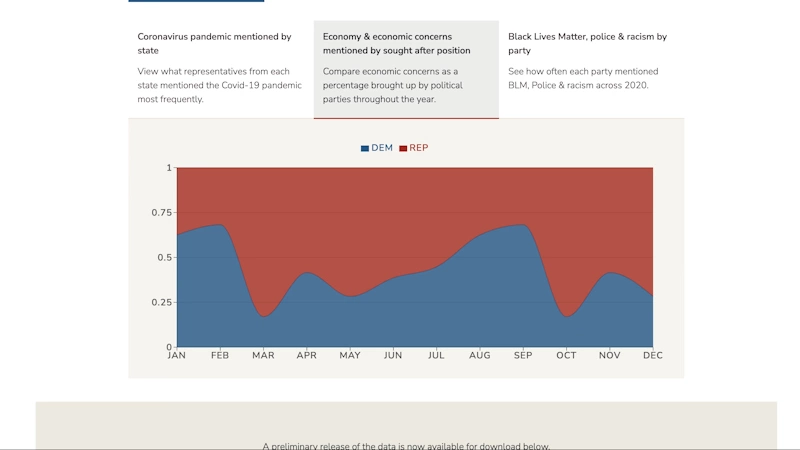 Coronavirus pandemic mentioned by
state
View what representatives from each
state mentioned the Covid-19 pandemic
most frequently.
Economy & economic concerns
mentioned by sought after position
Compare economic concerns as a
percentage brought up by political
parties throughout the year.
Black Lives Matter, police & racism by
party
See how often each party mentioned
BLM, Police & racism across 2020.
DEM REP
1
0.75
0.5
0.25
0
JAN FEB MAR APR MAY JUN JUL AUG SEP OCT NOV DEC
A preliminary release of the data is now available for download below.